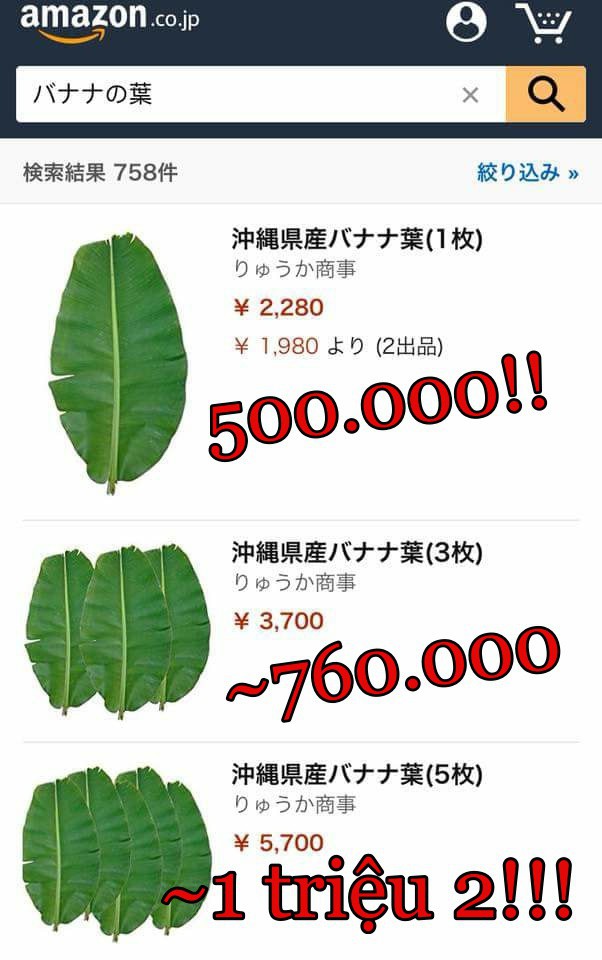 amazon.co.jp
バナナの葉
検索結果 758件
絞り込み »
沖縄県産バナナ葉(1枚)
りゅうか商事
¥ 2,280
¥ 1,980 より (2出品)
500.000!!
沖縄県産バナナ葉(3枚)
りゅうか商事
¥ 3,700
~760.000
沖縄県産バナナ葉(5枚)
りゅうか商事
¥ 5,700
~1 triệu 2!!!